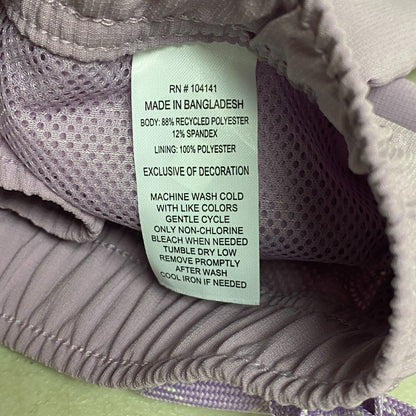 RN # 104141
MADE IN BANGLADESH
BODY: 88% RECYCLED POLYESTER
12% SPANDEX
LINING: 100% POLYESTER
EXCLUSIVE OF DECORATION
MACHINE WASH COLD
WITH LIKE COLORS
GENTLE CYCLE
ONLY NON-CHLORINE
BLEACH WHEN NEEDED
TUMBLE DRY LOW
REMOVE PROMPTLY
AFTER WASH
COOL IRON IF NEEDED